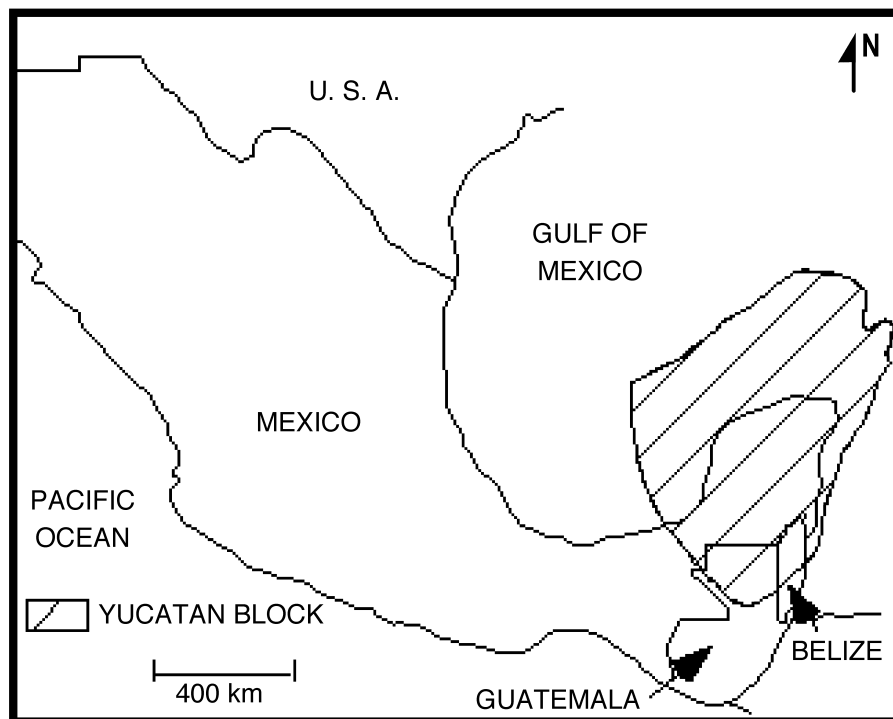 N
U. S. A.
GULF OF
MEXICO
MEXICO
PACIFIC
OCEAN
YUCATAN BLOCK
400 km
GUATEMALA
BELIZE